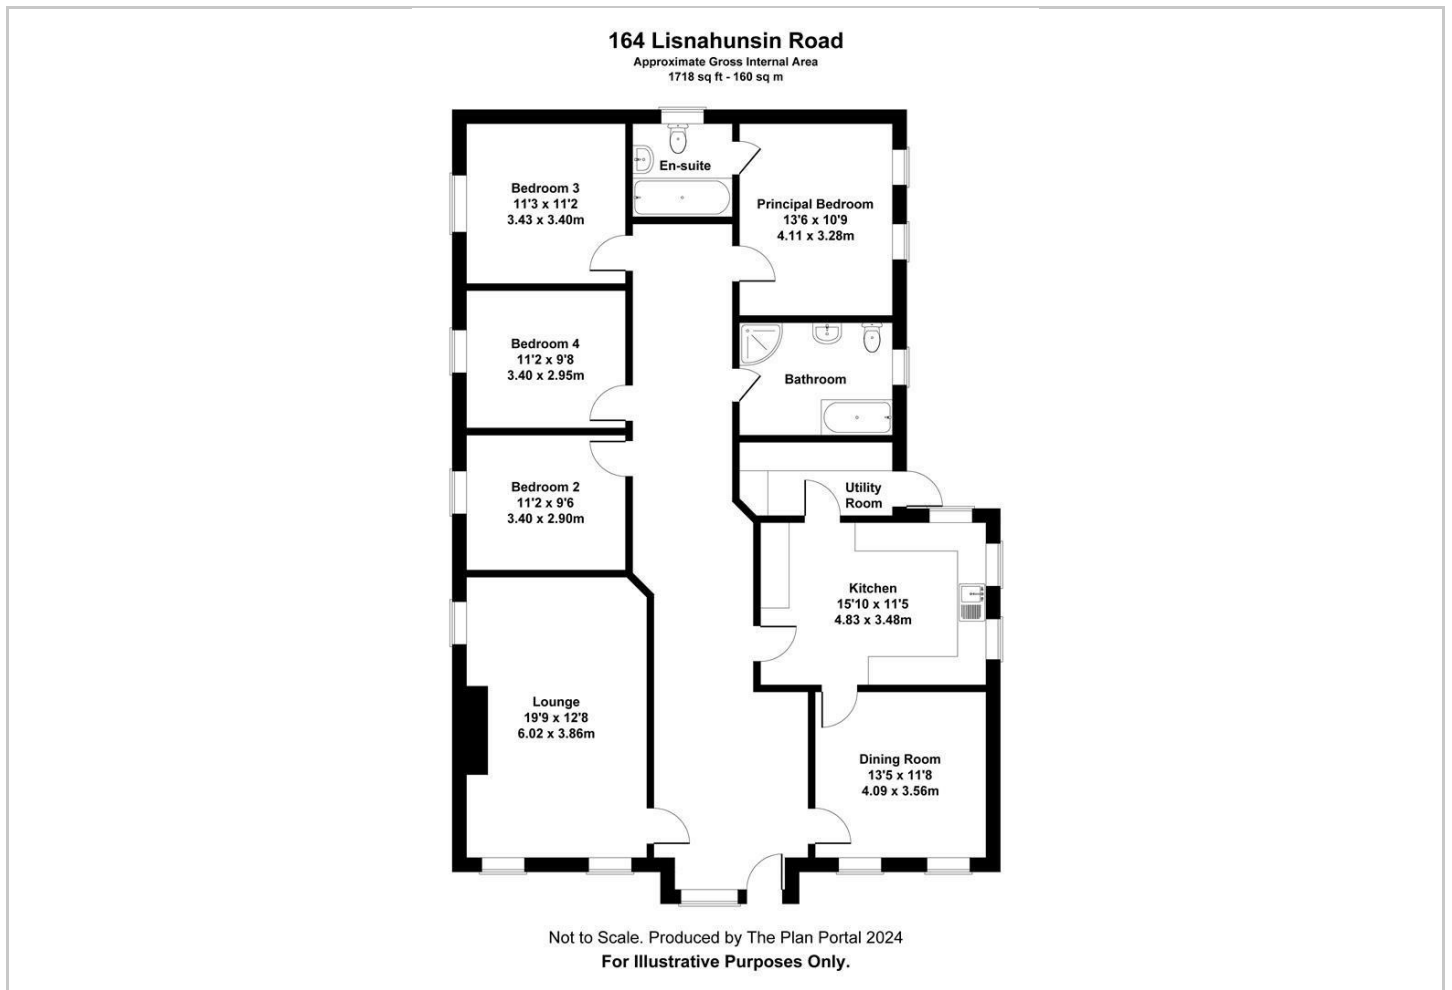 164 Lisnahunsin Road
Approximate Gross Internal Area
1718 sq ft - 160 sq m
En-suite
Bedroom 3
11'3 x 11'2
3.43 x 3.40m
Principal Bedroom
13'6 x 10'9
4.11 x 3.28m
Bedroom 4
11'2 x 9'8
3.40 x 2.95m
Bathroom
Bedroom 2
11'2 x 9'6
3.40 x 2.90m
Utility
Room
Kitchen
15'10 x 11'5
4.83 x 3.48m
Lounge
19'9 x 12'8
6.02 x 3.86m
Dining Room
13'5 x 11'8
4.09 x 3.56m
Not to Scale. Produced by The Plan Portal 2024
For Illustrative Purposes Only.